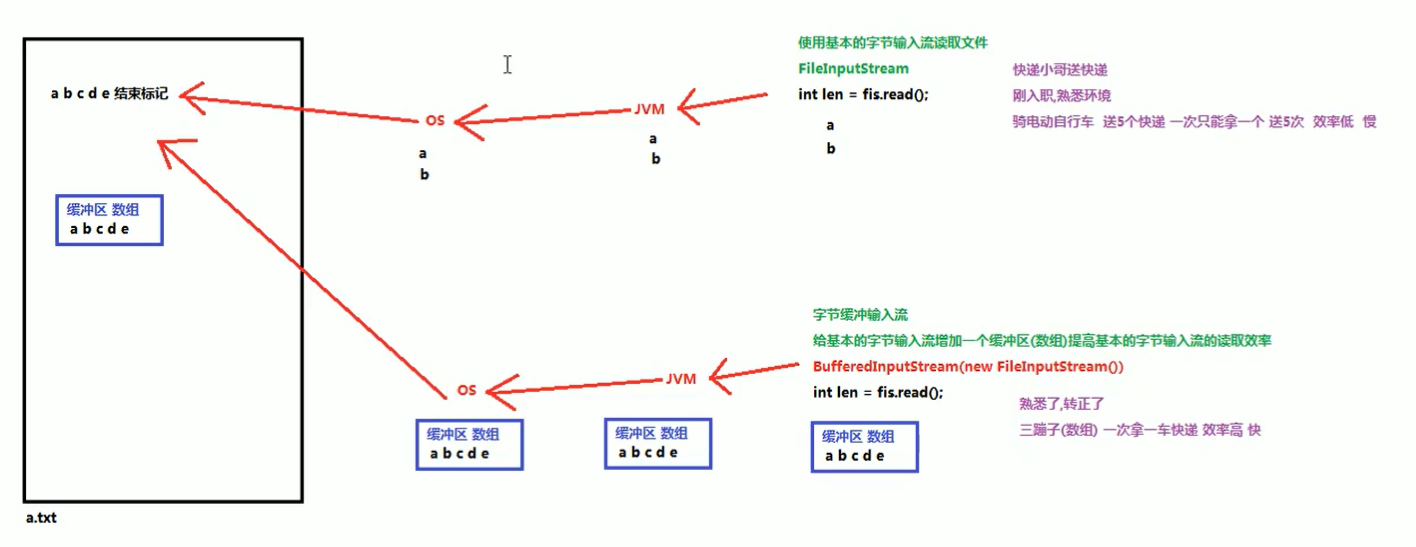 使用基本的字节输入流读取文件
FileInputStream
快递小哥送快递
a b c d e 结束标记
int len = fis.read();
刚入职,熟悉环境
OS
JVM
a
骑电动自行车 送5个快递 一次只能拿一个 送5次 效率低 慢
a
b
a
b
b
缓冲区 数组
a b c d e
字节缓冲输入流
给基本的字节输入流增加一个缓冲区(数组)提高基本的字节输入流的读取效率
BufferedInputStream(new FileInputStream())
OS
JVM
int len = fis.read();
熟悉了,转正了
三蹦子(数组) 一次拿一车快递 效率高 快
缓冲区 数组
a b c d e
缓冲区 数组
a b c d e
缓冲区 数组
a b c d e
a.txt